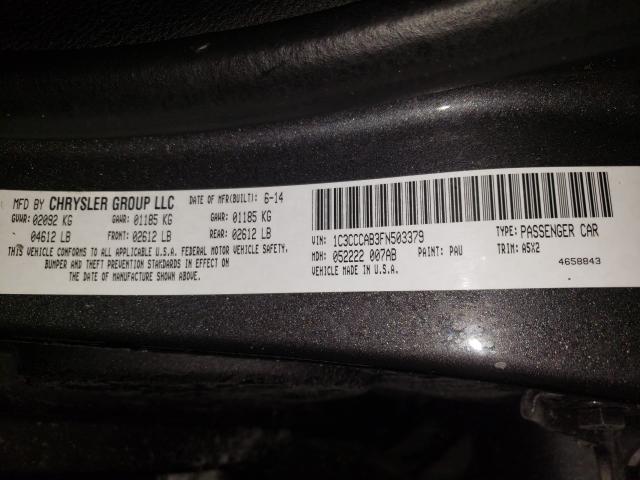 MFD BY CHRYSLER GROUP LLC DATE OF MFR(BUILT): 6-14
GVWR: 02092 KG GAWR: 01185 KG GAWR: 01185 KG
04612 LB FRONT: 02612 LB REAR: 02612 LB
THIS VEHICLE CONFORMS TO ALL APPLICABLE U.S.A. FEDERAL MOTOR VEHICLE SAFETY,
BUMPER AND THEFT PREVENTION STANDARDS IN EFFECT ON
THE DATE OF MANUFACTURE SHOWN ABOVE.
VIN: 1C3CCCAB3FN503379 TYPE: PASSENGER CAR
MDH: 052222 007AB PAINT: PAU TRIM: A5X2
VEHICLE MADE IN U.S.A. 4658843